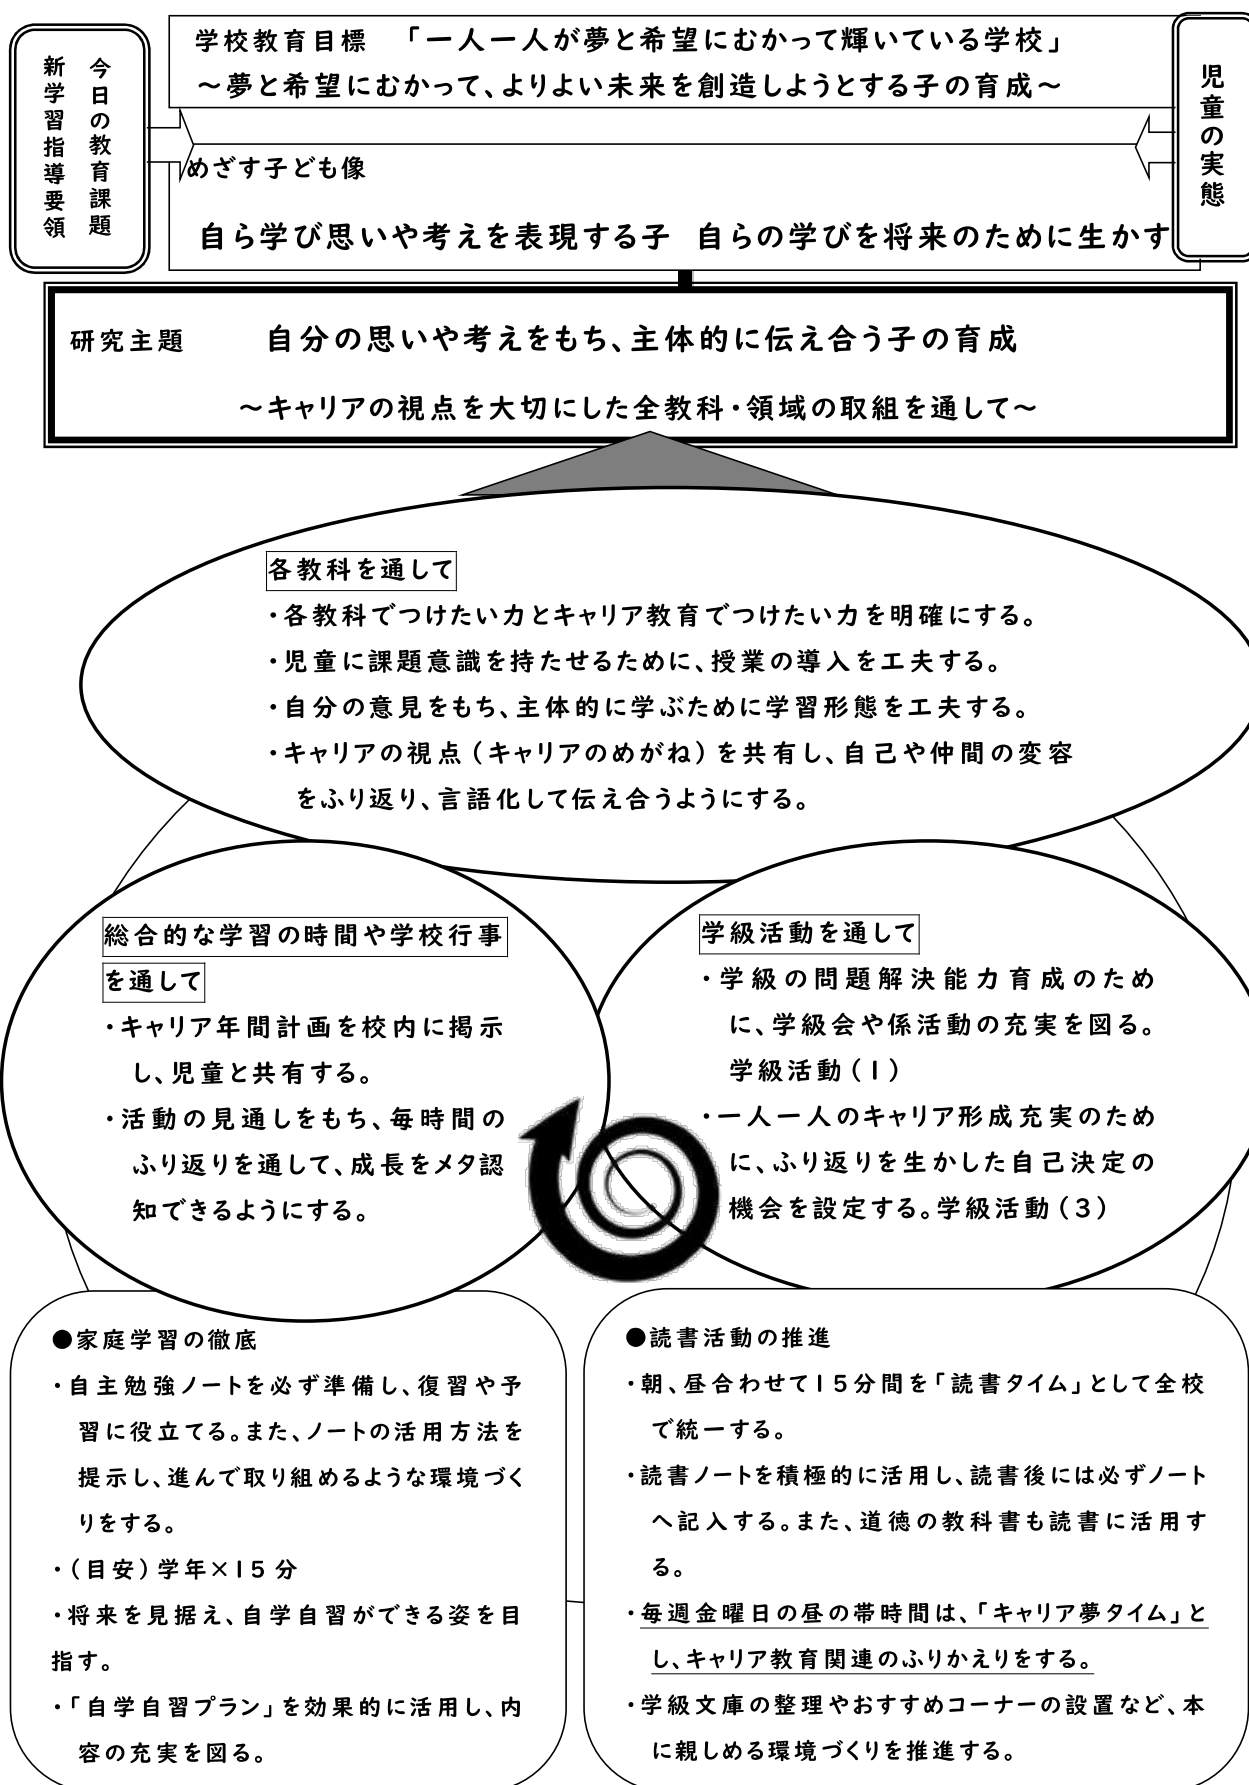 今日の教育課題
新学習指導要領
学校教育目標　「一人一人が夢と希望にむかって輝いている学校」
～夢と希望にむかって、よりよい未来を創造しようとする子の育成～
児童の実態
めざす子ども像
自ら学び思いや考えを表現する子　自らの学びを将来のために生かす
研究主題　　自分の思いや考えをもち、主体的に伝え合う子の育成
～キャリアの視点を大切にした全教科・領域の取組を通して～
各教科を通して
・各教科でつけたい力とキャリア教育でつけたい力を明確にする。
・児童に課題意識を持たせるために、授業の導入を工夫する。
・自分の意見をもち、主体的に学ぶために学習形態を工夫する。
・キャリアの視点（キャリアのめがね）を共有し、自己や仲間の変容
をふり返り、言語化して伝え合うようにする。
総合的な学習の時間や学校行事
を通して
・キャリア年間計画を校内に掲示
し、児童と共有する。
・活動の見通しをもち、毎時間の
ふり返りを通して、成長をメタ認
知できるようにする。
学級活動を通して
・学級の問題解決能力育成のため
に、学級会や係活動の充実を図る。
学級活動（１）
・一人一人のキャリア形成充実のため
に、ふり返りを生かした自己決定の
機会を設定する。学級活動（３）
●家庭学習の徹底
・自主勉強ノートを必ず準備し、復習や予
習に役立てる。また、ノートの活用方法を
提示し、進んで取り組めるような環境づく
りをする。
・（目安）学年×１５分
・将来を見据え、自学自習ができる姿を目
指す。
・「自学自習プラン」を効果的に活用し、内
容の充実を図る。
●読書活動の推進
・朝、昼合わせて１５分間を「読書タイム」として全校
で統一する。
・読書ノートを積極的に活用し、読書後には必ずノート
へ記入する。また、道徳の教科書も読書に活用す
る。
・毎週金曜日の昼の帯時間は、「キャリア夢タイム」と
し、キャリア教育関連のふりかえりをする。
・学級文庫の整理やおすすめコーナーの設置など、本
に親しめる環境づくりを推進する。